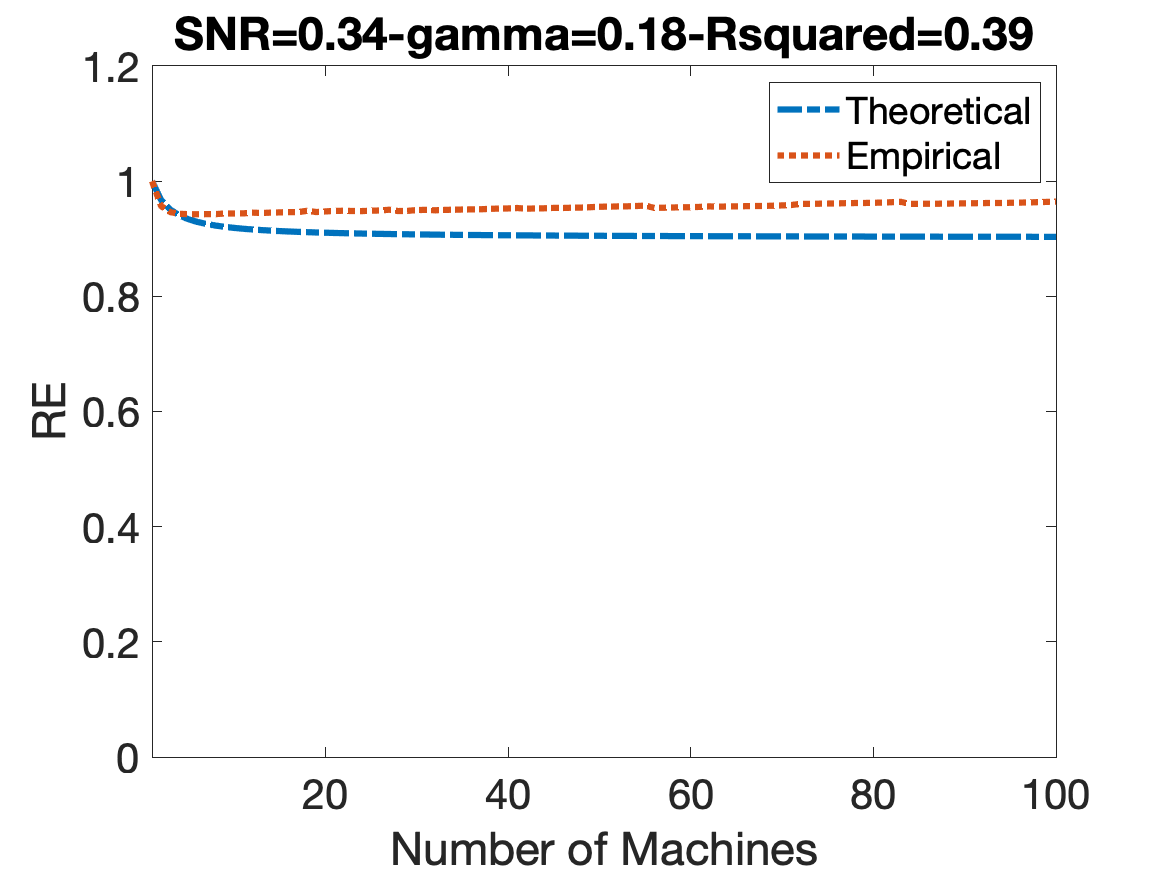 SNR=0.34-gamma=0.18-Rsquared=0.39
1.2
1
0.8
0.6
0.4
0.2
0
RE
Theoretical
Empirical
20 40 60 80 100
Number of Machines